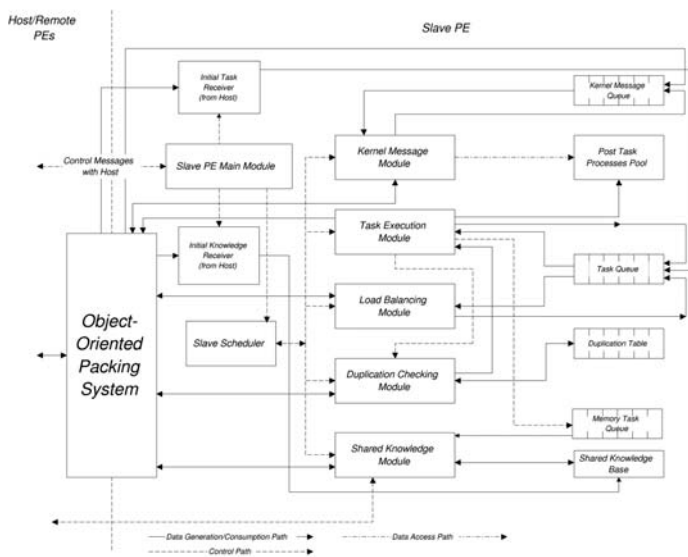 Host/Remote
PEs
Slave PE
Initial Task
Receiver
(from Host)
Kernel Message
Queue
Control Messages
with Host
Slave PE Main Module
Kernel Message
Module
Post Task
Processes Pool
Initial Knowledge
Receiver
(from Host)
Task Execution
Module
Task Queue
Object-
Oriented
Packing
System
Load Balancing
Module
Slave Scheduler
Duplication Table
Duplication Checking
Module
Memory Task
Queue
Shared Knowledge
Module
Shared Knowledge
Base
Data Generation/Consumption Path
Data Access Path
Control Path